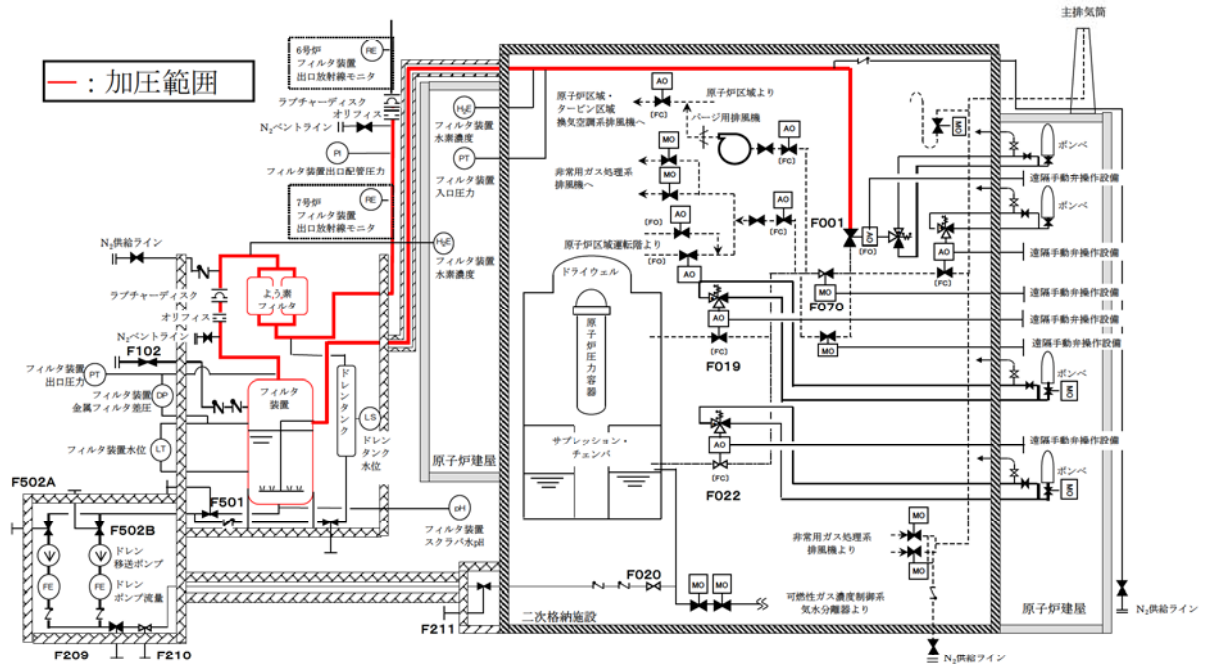 主排気筒
6号炉
フィルタ装置
出口放射線モニタ
RE
：加圧範囲
ラプチャーディスク
オリフィス
N₂ベントライン
PI
フィルタ装置出口配管圧力
7号炉
フィルタ装置
出口放射線モニタ
RE
H₂E
フィルタ装置
水素濃度
PT
フィルタ装置
入口圧力
H₂E
フィルタ装置
水素濃度
原子炉区域・
タービン区域
換気空調系排風機へ
AO
(FC)
原子炉区域より
パージ用排風機
AO
(FC)
MO
非常用ガス処理系
排風機へ
MO
AO
(FC)
AO
(FO)
原子炉区域運転階より
(FO)
AO
F001
AO
(FO)
MO
ボンベ
遠隔手動弁操作設備
ボンベ
AO
(FC)
遠隔手動弁操作設備
MO
F070
遠隔手動弁操作設備
AO
(FC)
F019
遠隔手動弁操作設備
MO
遠隔手動弁操作設備
ボンベ
MO
AO
(FC)
F022
遠隔手動弁操作設備
ボンベ
MO
N₂供給ライン
ラプチャーディスク
オリフィス
N₂ベントライン
よう素
フィルタ
F102
フィルタ装置
出口圧力
PT
フィルタ装置
金属フィルタ差圧
DP
フィルタ装置水位
LT
フィルタ
装置
ドレンタンク
LS
ドレン
タンク
水位
原子炉建屋
ドライウェル
原子炉圧力容器
サプレッション・
チェンバ
F502A
F501
F502B
ドレン
移送ポンプ
FE
FE
ドレン
ポンプ流量
F209
F210
pH
フィルタ装置
スクラバ水pH
F211
F020
MO
MO
二次格納施設
非常用ガス処理系
排風機より
MO
MO
可燃性ガス濃度制御系
気水分離器より
N₂供給ライン
原子炉建屋
N₂供給ライン